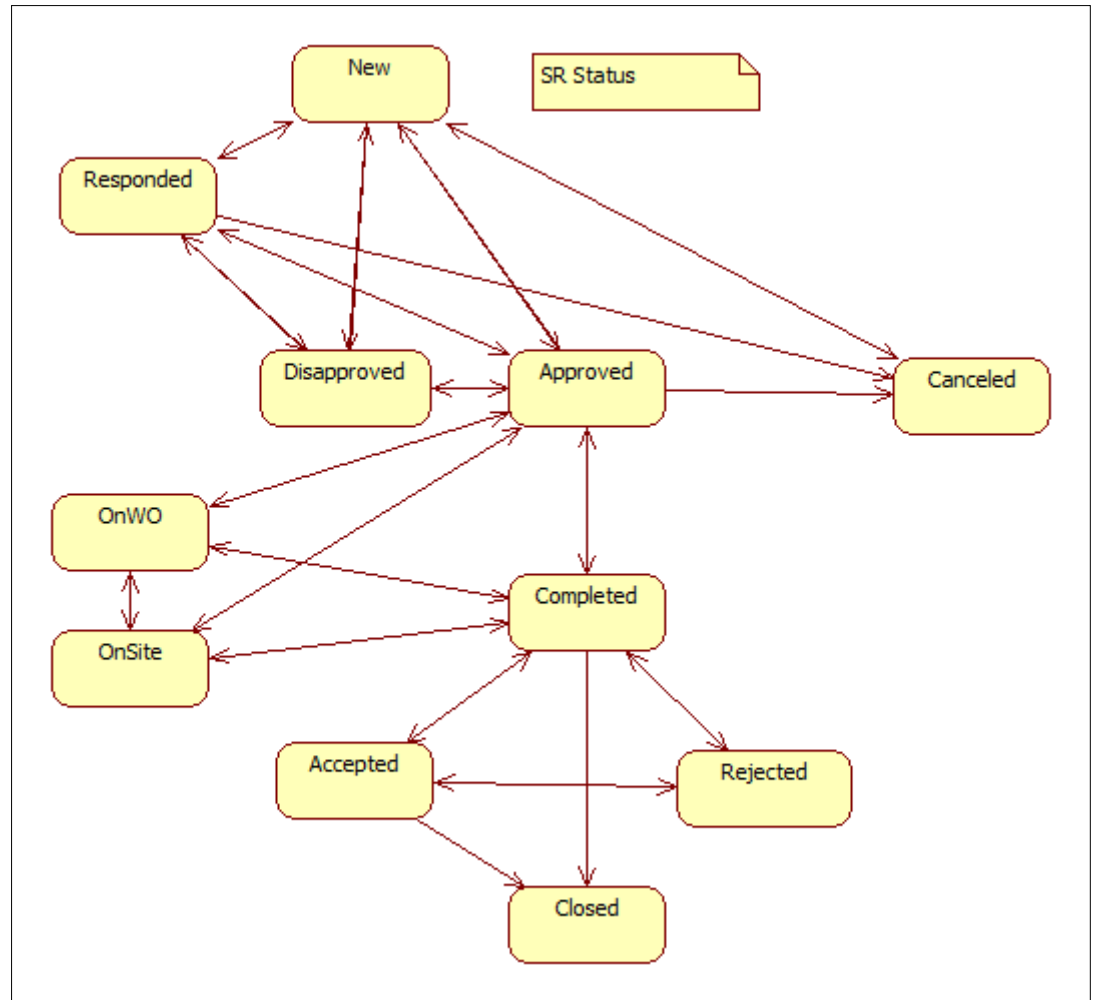 New
SR Status
Responded
Disapproved
Approved
Canceled
OnWO
Completed
OnSite
Accepted
Rejected
Closed